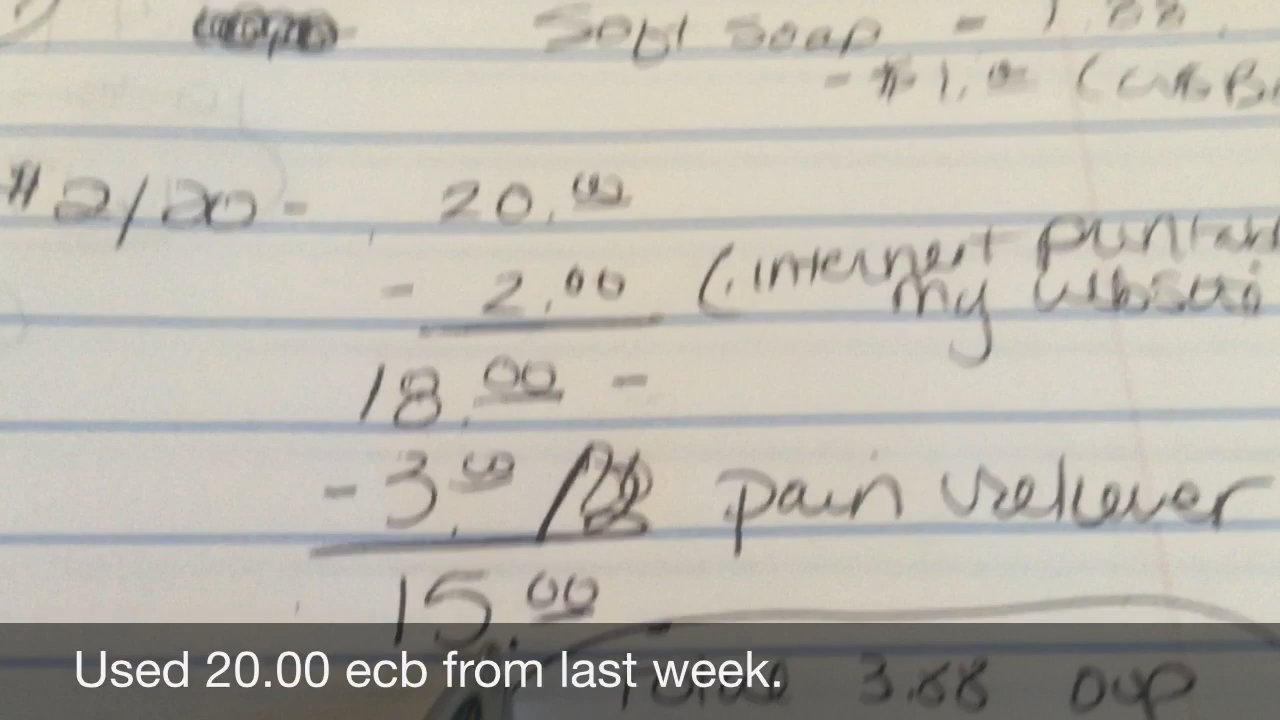 Soft soap - 1.88
- $1.00 (
$2/20 - 20.00
- 2.00 (internert
my
18.00 -
- 3.00 / pain reliever
15.00
3.88 oop
Used 20.00 ecb from last week.